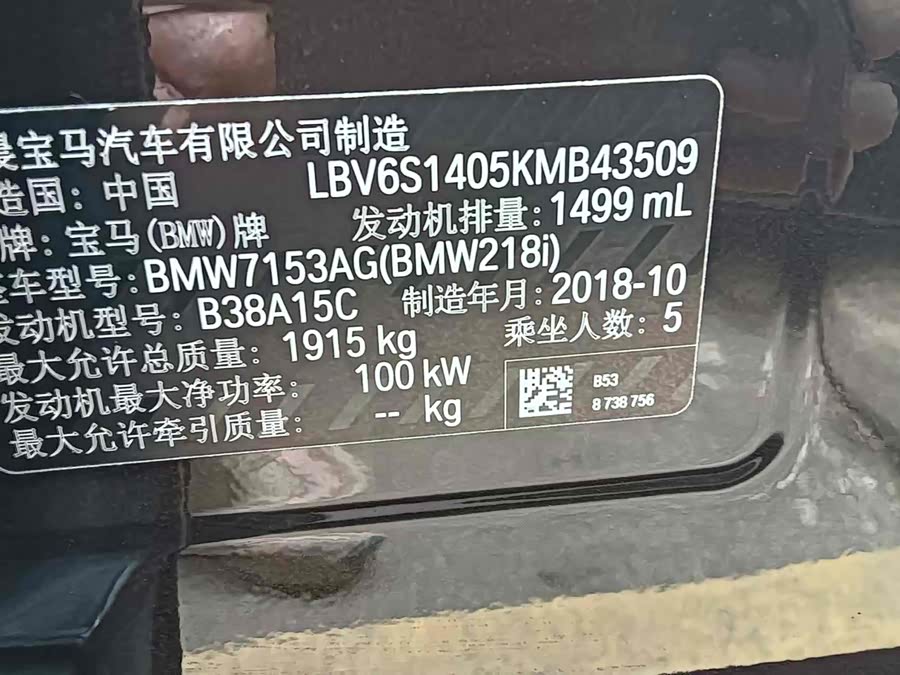 晨宝马汽车有限公司制造
造国：中国 LBV6S1405KMB43509
牌：宝马(BMW)牌 发动机排量：1499 mL
车型号：BMW7153AG(BMW218i)
发动机型号：B38A15C 制造年月：2018-10
最大允许总质量：1915 kg 乘坐人数：5
发动机最大净功率：100 kW
最大允许牵引质量：-- kg
B53
8 738 756